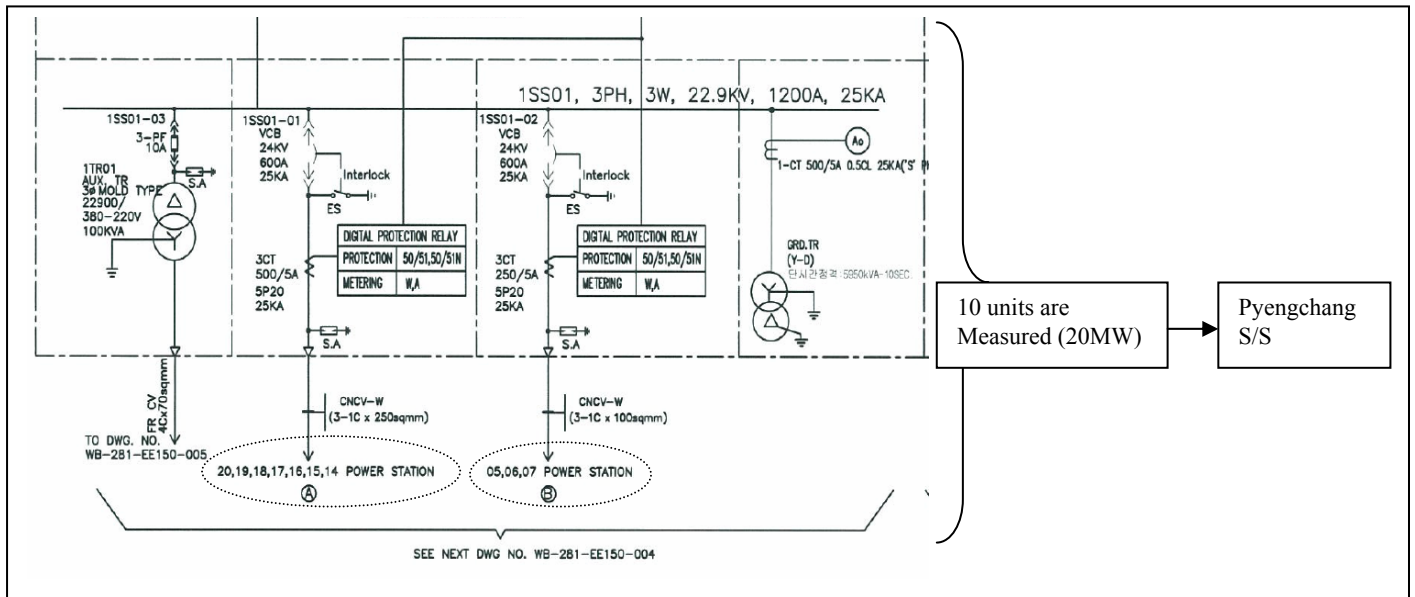 1SS01, 3PH, 3W, 22.9KV, 1200A, 25KA
1SS01-03
3-PF
10A
1TR01
AUX. TR
3ø MOLD TYPE
22900/
380-220V
100KVA
S.A
FR CV
4Cx70sqmm
TO DWG. NO.
WB-281-EE150-005
1SS01-01
VCB
24KV
600A
25KA
Interlock
ES
DIGITAL PROTECTION RELAY
PROTECTION 50/51,50/51N
METERING W,A
3CT
500/5A
5P20
25KA
S.A
CNCV-W
(3-1C x 250sqmm)
20,19,18,17,16,15,14 POWER STATION
A
1SS01-02
VCB
24KV
600A
25KA
Interlock
ES
DIGITAL PROTECTION RELAY
PROTECTION 50/51,50/51N
METERING W,A
3CT
250/5A
5P20
25KA
S.A
CNCV-W
(3-1C x 100sqmm)
05,06,07 POWER STATION
B
Ao
1-CT 500/5A 0.5CL 25KA('S'
GRD.TR
(Y-D)
단시간정격:5850kVA-10SEC.
SEE NEXT DWG NO. WB-281-EE150-004
10 units are
Measured (20MW)
Pyengchang
S/S